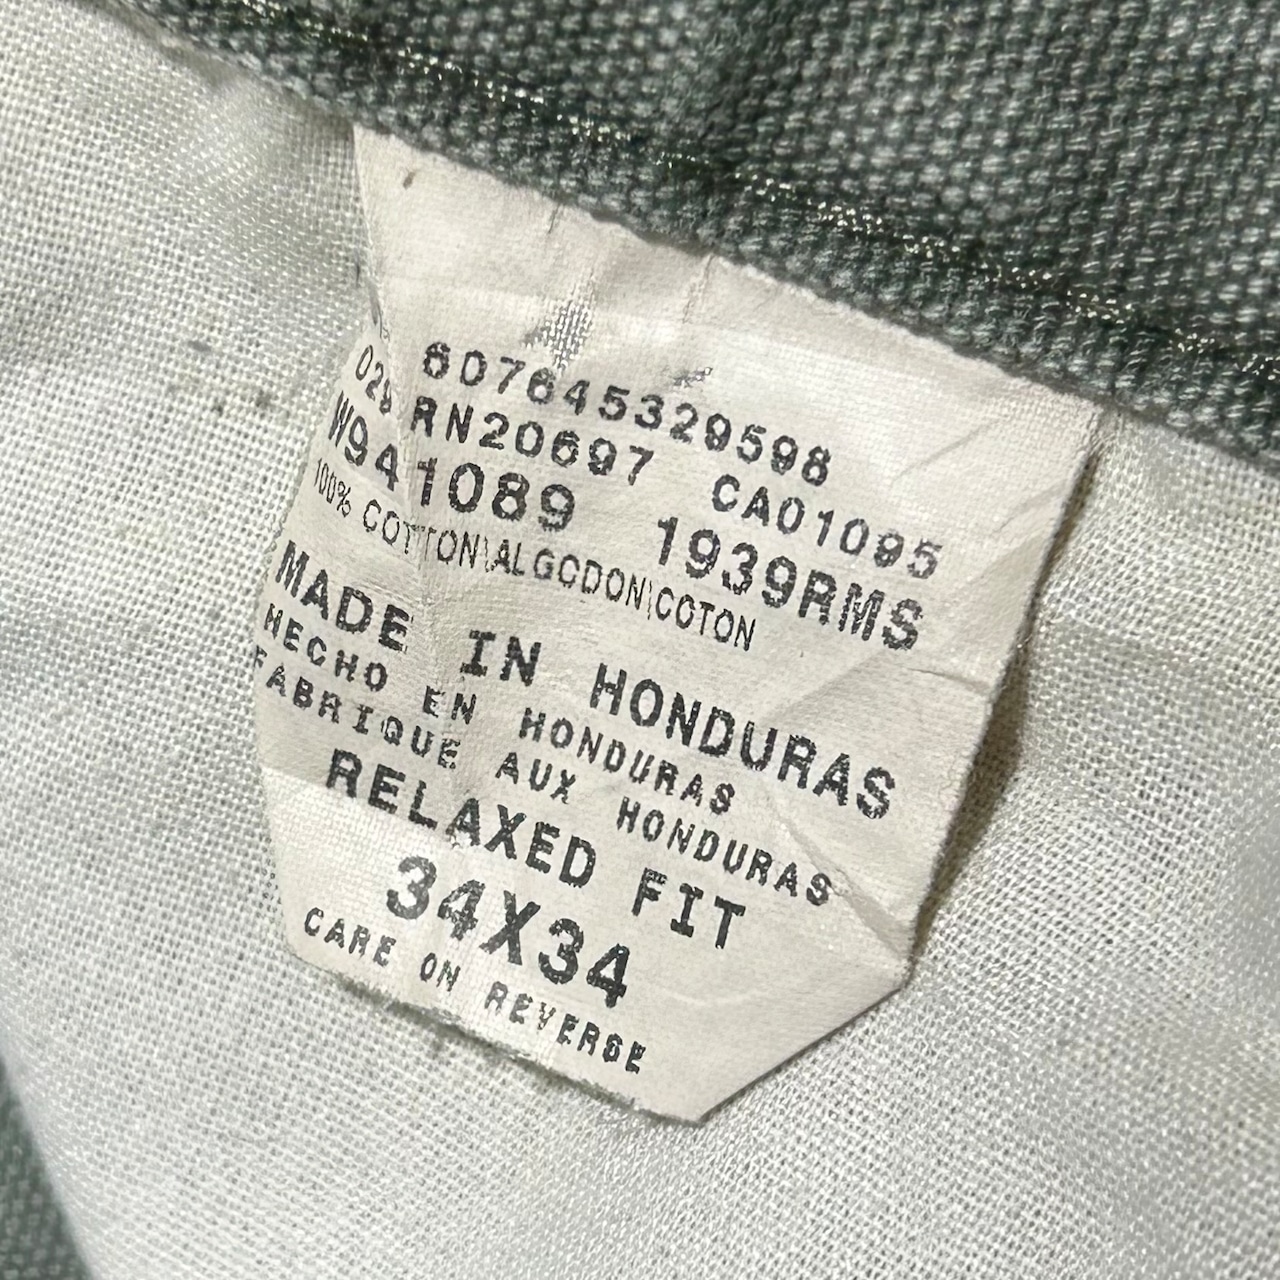 029 607645329598
RN20697 CA01095
W941089 1939RMS
100% COTTON\ALGODON\COTON
MADE IN HONDURAS
HECHO EN HONDURAS
FABRIQUE AUX HONDURAS
RELAXED FIT
34X34
CARE ON REVERSE